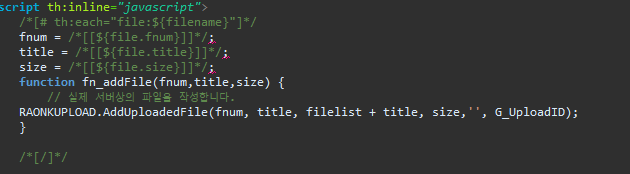 script th:inline="javascript">
/*[# th:each="file:${filename}"]*/
fnum = /*[[${file.fnum}]]*/;
title = /*[[${file.title}]]*/;
size = /*[[${file.size}]]*/;
function fn_addFile(fnum,title,size) {
// 실제 서버상의 파일을 작성합니다.
RAONKUPLOAD.AddUploadedFile(fnum, title, filelist + title, size,'', G_UploadID);
}
/*[/]*/